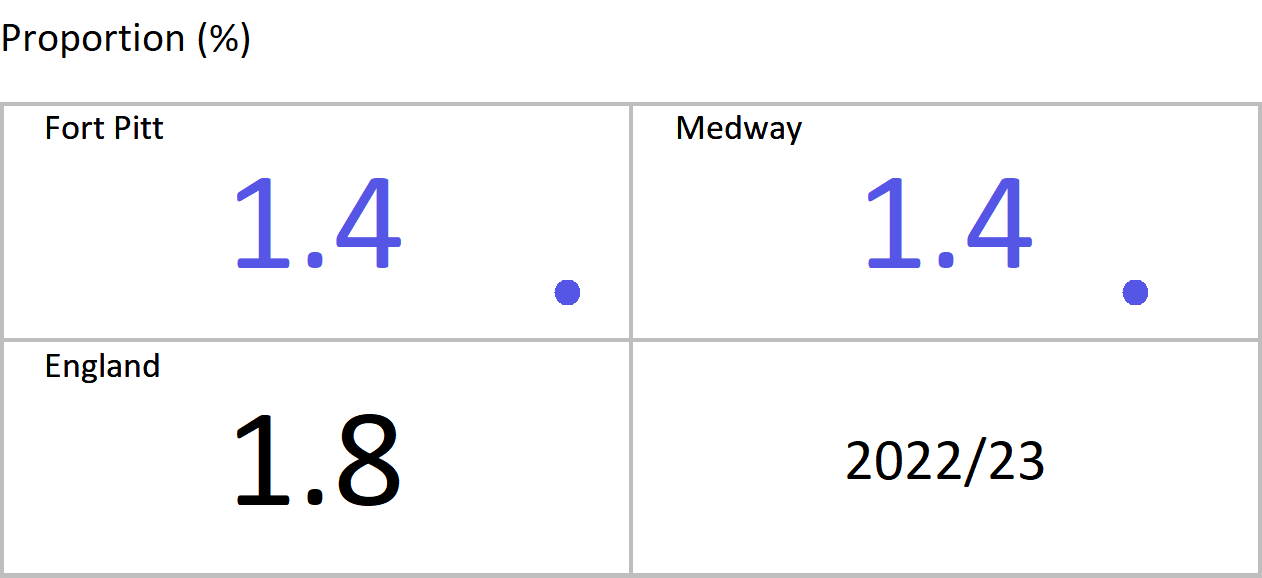 Proportion (%)
Fort Pitt
1.4
Medway
1.4
England
1.8
2022/23